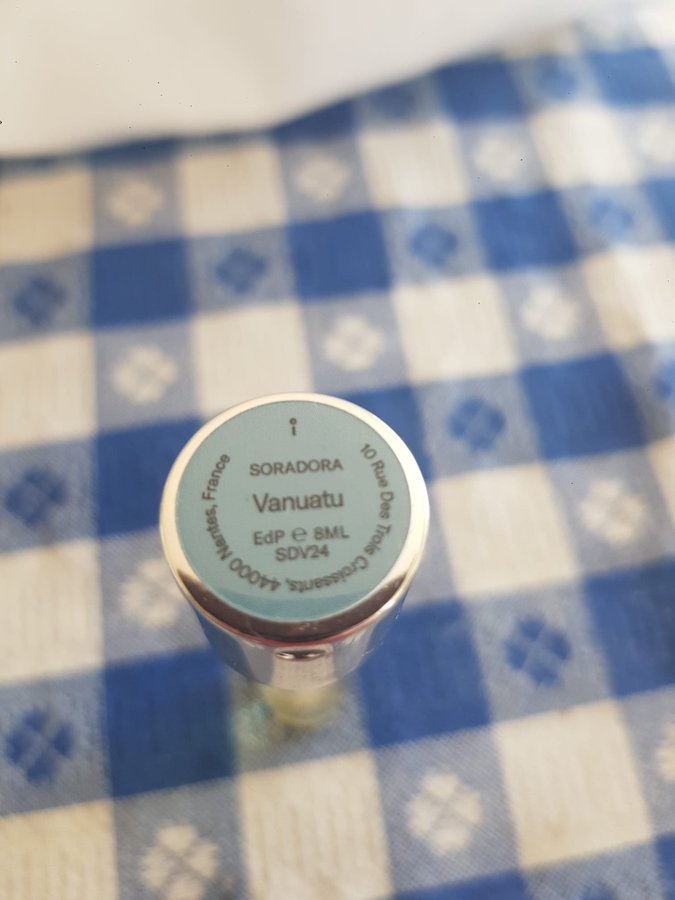 SORADORA
Vanuatu
EdP ℮ 8ML
SDV24
10 Rue Des Trois Croissants, 44000 Nantes, France